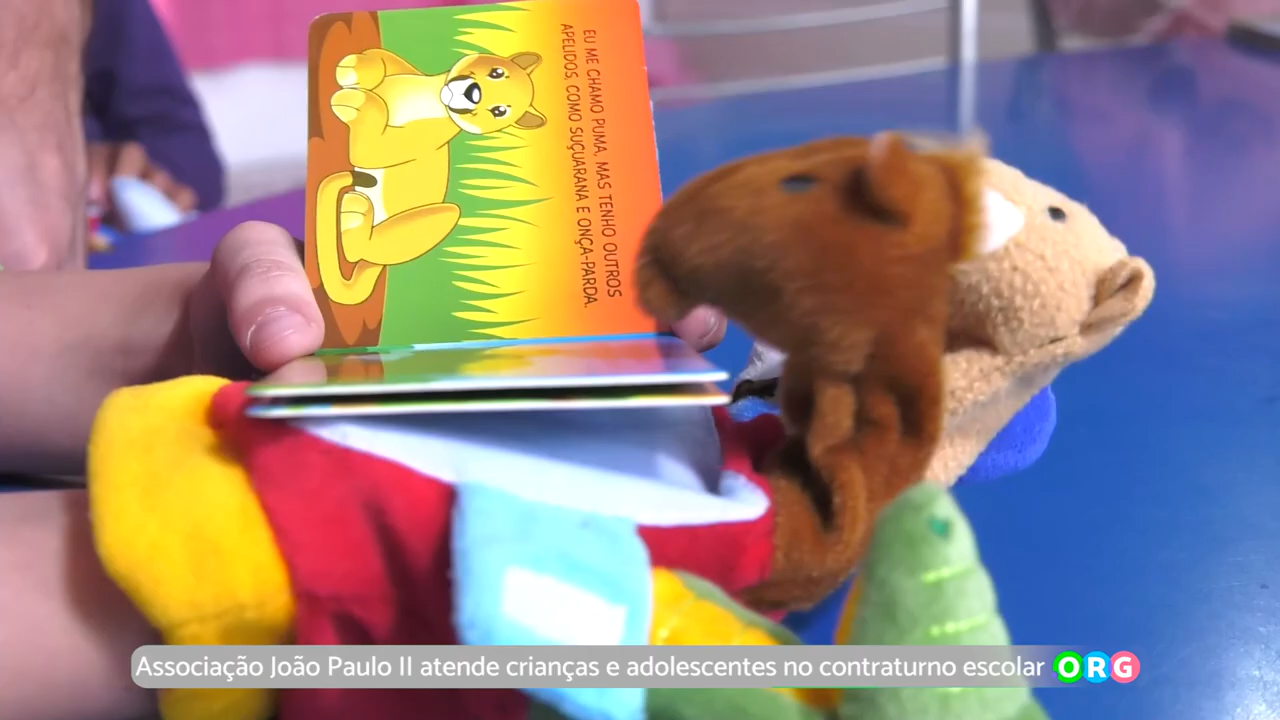 EU ME CHAMO PUMA, MAS TENHO OUTROS
APELIDOS, COMO SUÇUARANA E ONÇA-PARDA.
Associação João Paulo II atende crianças e adolescentes no contraturno escolar ORG